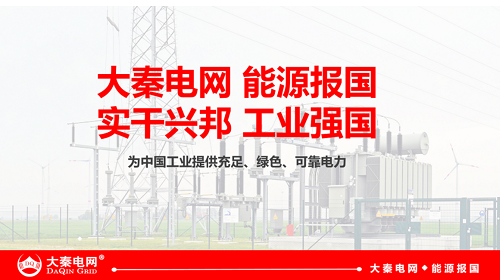 大秦电网 能源报国
实干兴邦 工业强国
为中国工业提供充足、绿色、可靠电力
大秦电网®
DAQIN GRID
大秦电网◆能源报国